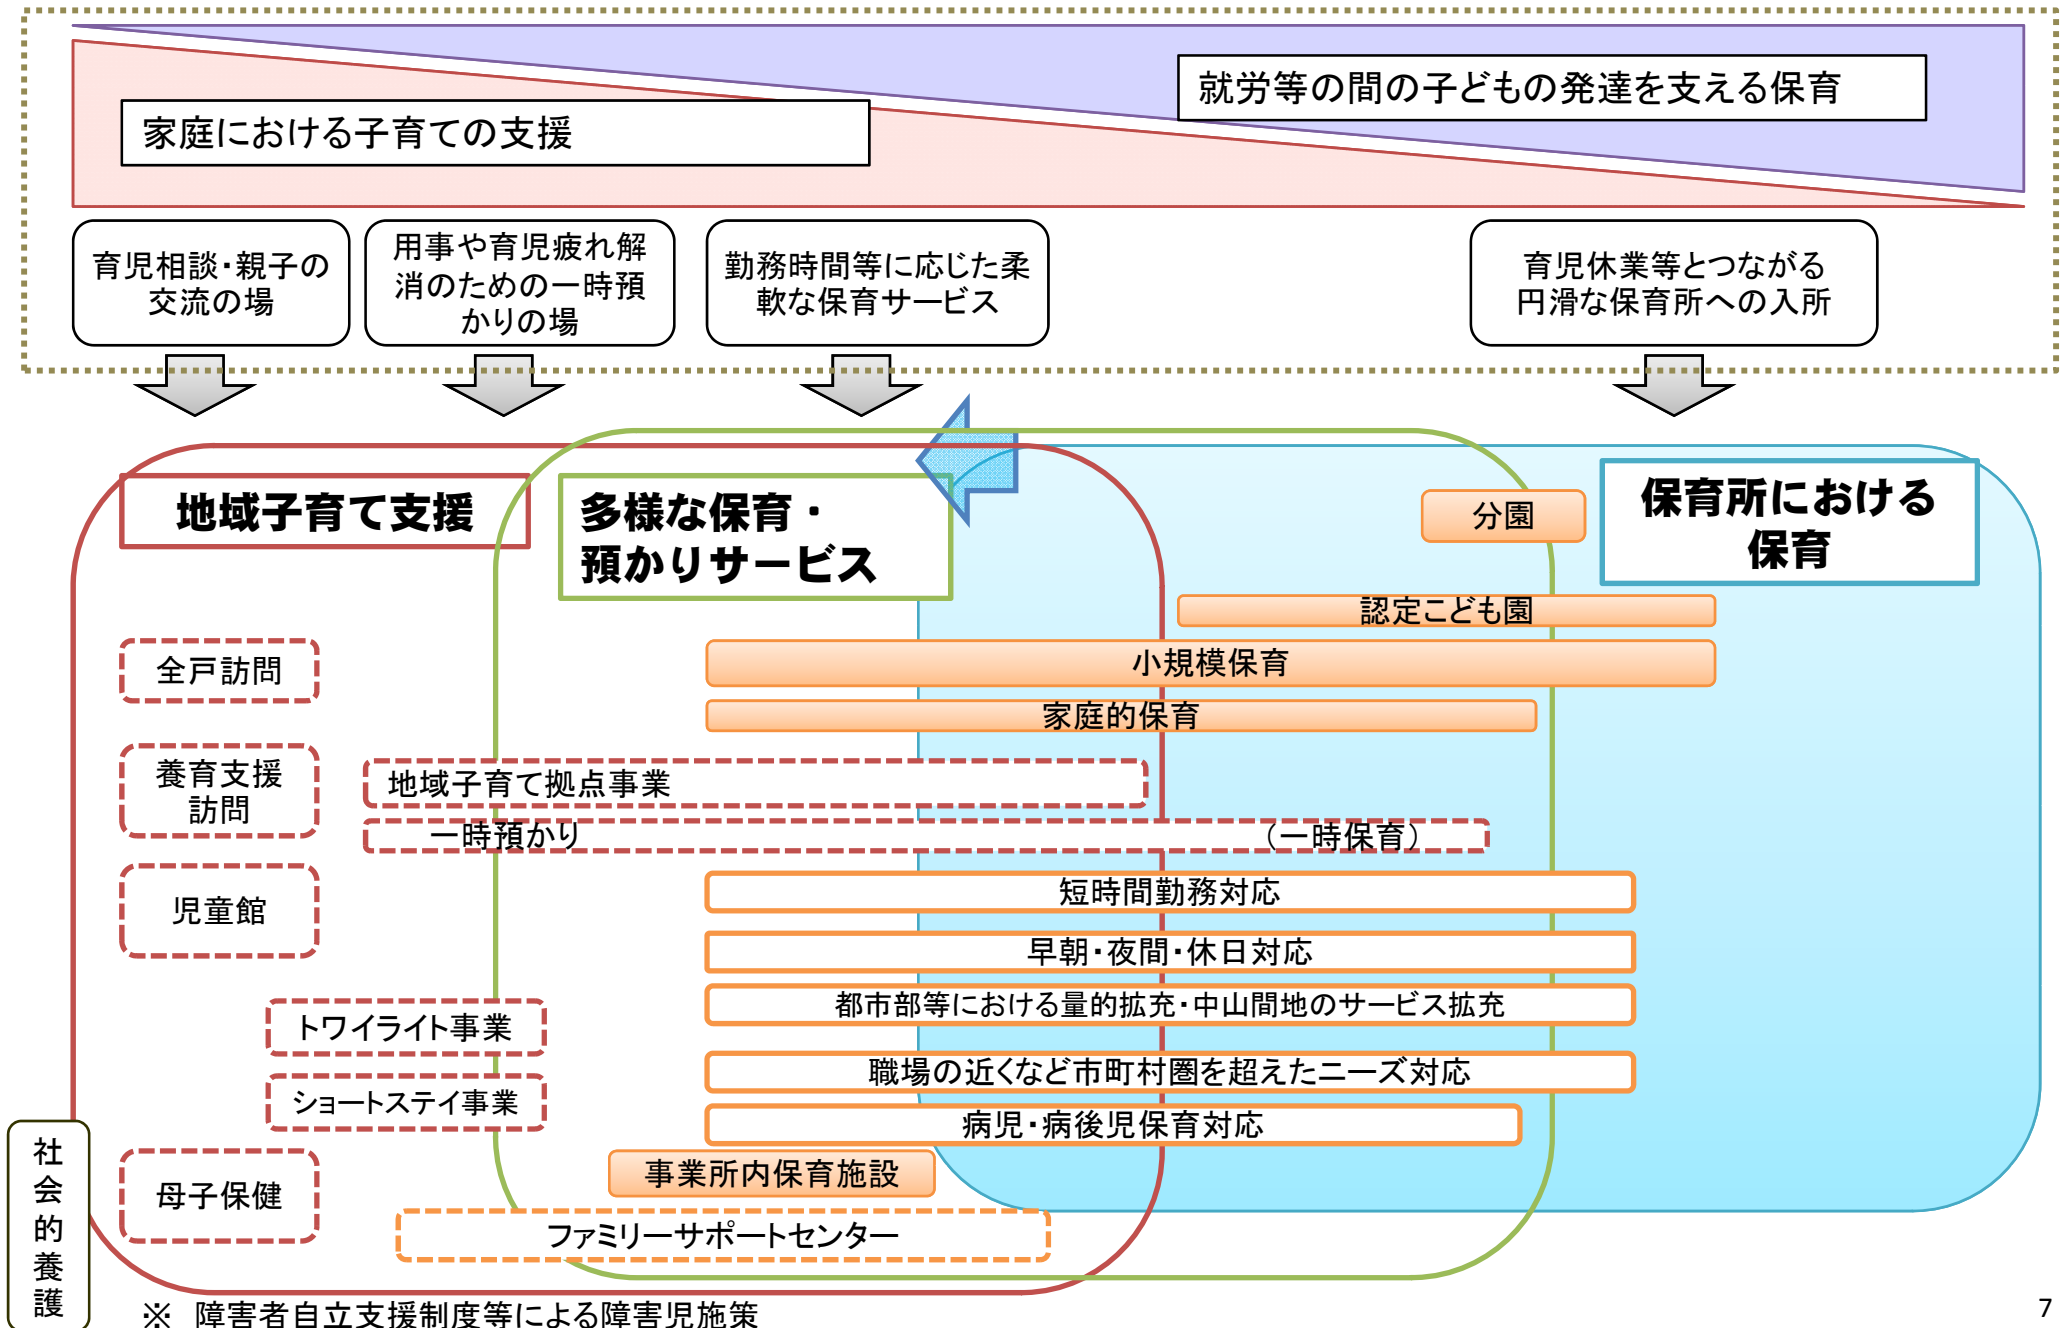 就労等の間の子どもの発達を支える保育
家庭における子育ての支援
育児相談・親子の
交流の場
用事や育児疲れ解
消のための一時預
かりの場
勤務時間等に応じた柔
軟な保育サービス
育児休業等とつながる
円滑な保育所への入所
地域子育て支援
多様な保育・
預かりサービス
分園
保育所における
保育
認定こども園
全戸訪問
小規模保育
家庭的保育
養育支援
訪問
地域子育て拠点事業
一時預かり
(一時保育)
児童館
短時間勤務対応
早朝・夜間・休日対応
トワイライト事業
都市部等における量的拡充・中山間地のサービス拡充
ショートステイ事業
職場の近くなど市町村圏を超えたニーズ対応
病児・病後児保育対応
社会的養護
母子保健
事業所内保育施設
ファミリーサポートセンター
※ 障害者自立支援制度等による障害児施策
7